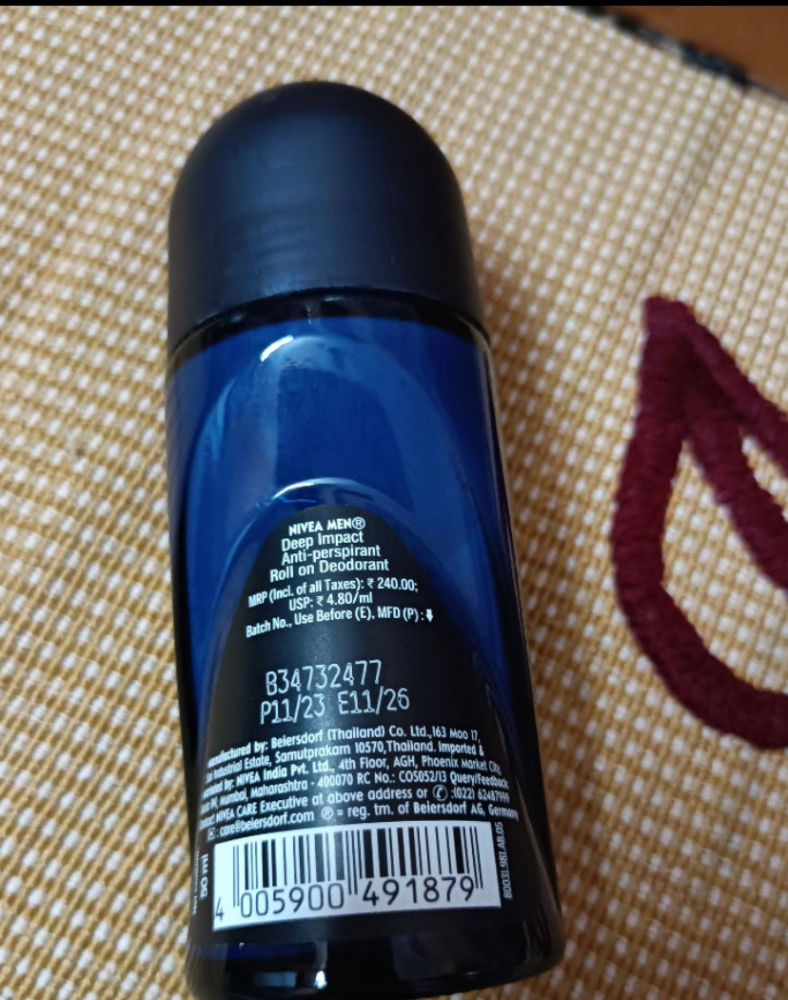 NIVEA MEN®
Deep Impact
Anti-perspirant
Roll on Deodorant
MRP (Incl. of all Taxes): ₹ 240.00;
USP: ₹ 4.80/ml
Batch No., Use Before (E), MFD (P) :⬇
B34732477
P11/23 E11/26
Manufactured by: Beiersdorf (Thailand) Co. Ltd.,163 Moo 17,
Industrial Estate, Samutprakarn 10570,Thailand. Imported &
by: NIVEA India Pvt. Ltd., 4th Floor, AGH, Phoenix Market City,
Mumbai, Maharashtra - 400070 RC No.: COS052/13 Query/Feedback:
NIVEA CARE Executive at above address or ✆ :(022) 62487999
✉: care@beiersdorf.com ® = reg. tm. of Beiersdorf AG, Germany
50 ml
4 005900 491879